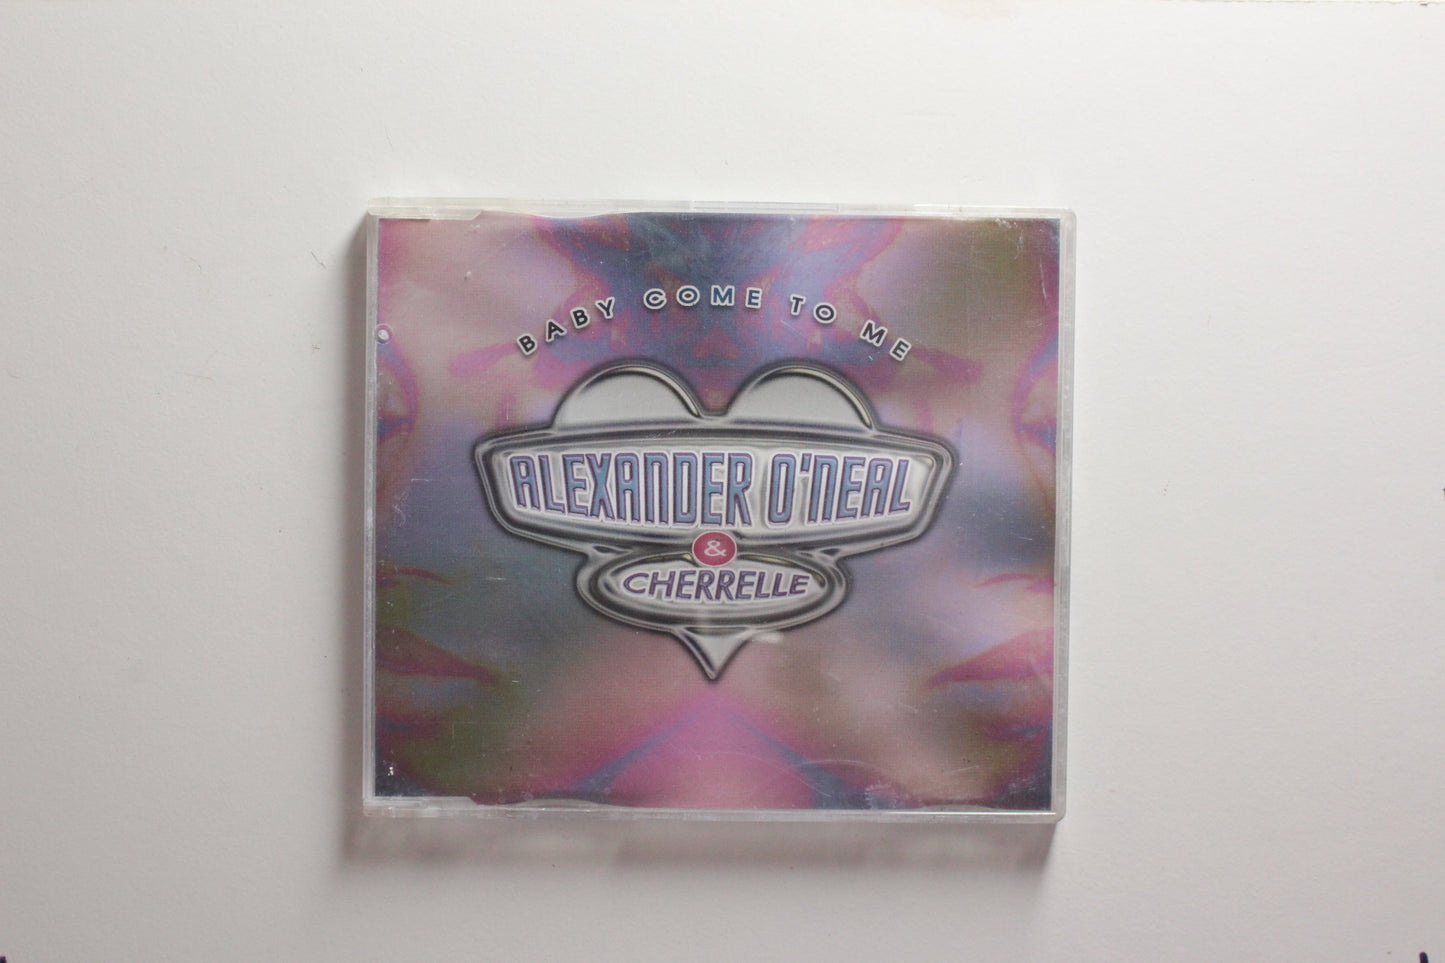 BABY COME TO ME
ALEXANDER O'NEAL
&
CHERRELLE